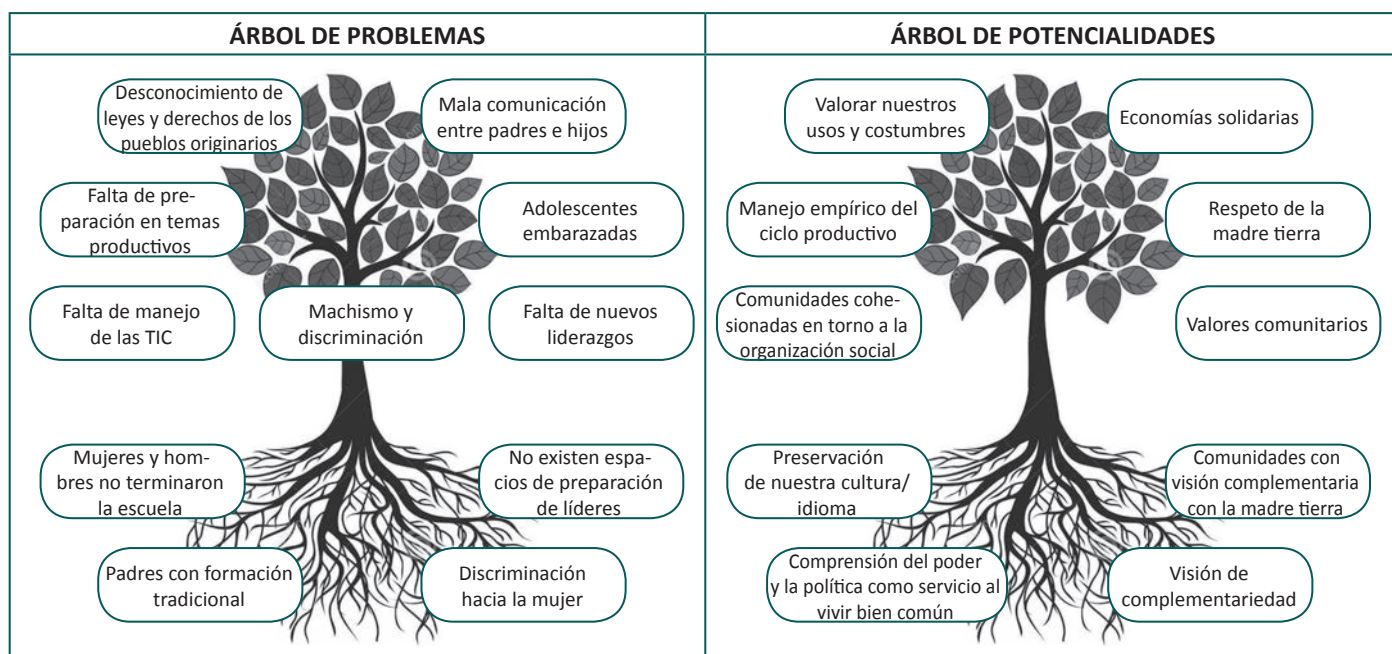 ÁRBOL DE PROBLEMAS
Desconocimiento de
leyes y derechos de los
pueblos originarios
Mala comunicación
entre padres e hijos
Falta de pre-
paración en temas
productivos
Adolescentes
embarazadas
Falta de manejo
de las TIC
Machismo y
discriminación
Falta de nuevos
liderazgos
Mujeres y hom-
bres no terminaron
la escuela
No existen espa-
cios de preparación
de líderes
Padres con formación
tradicional
Discriminación
hacia la mujer
ÁRBOL DE POTENCIALIDADES
Valorar nuestros
usos y costumbres
Economías solidarias
Manejo empírico del
ciclo productivo
Respeto de la
madre tierra
Comunidades cohe-
sionadas en torno a la
organización social
Valores comunitarios
Preservación
de nuestra cultura/
idioma
Comunidades con
visión complementaria
con la madre tierra
Comprensión del poder
y la política como servicio al
vivir bien común
Visión de
complementariedad